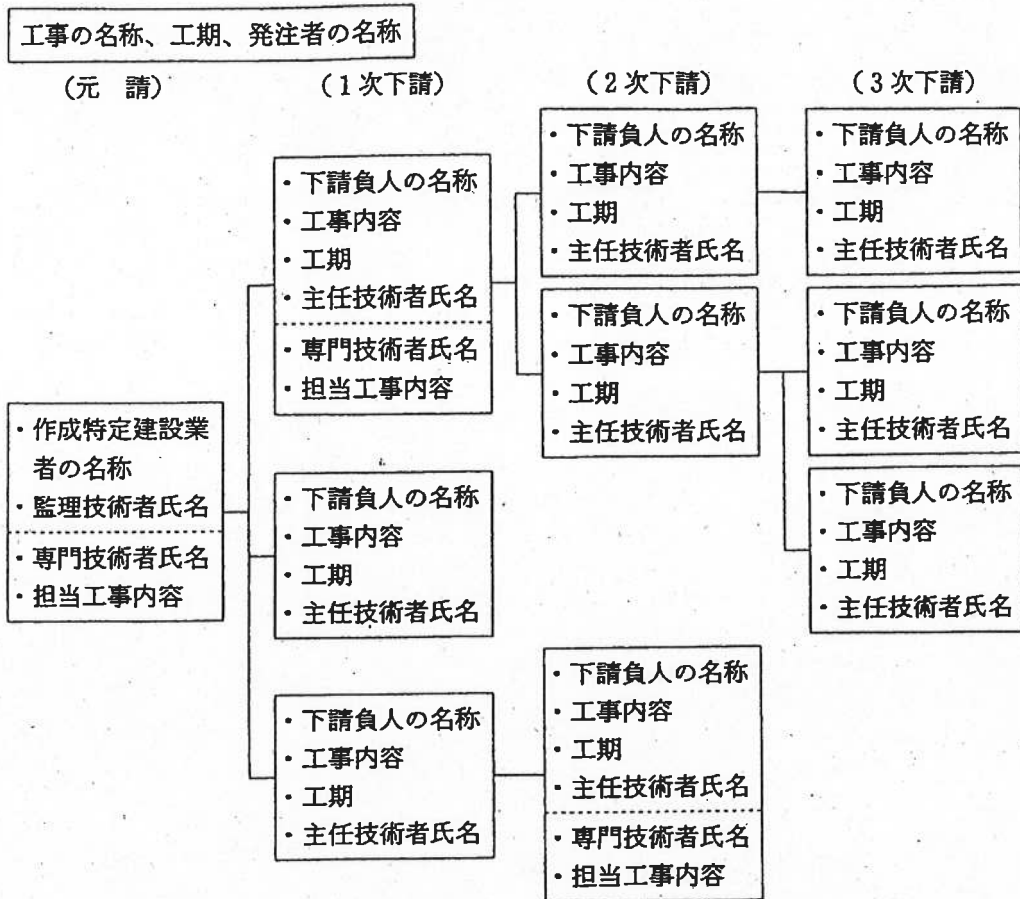 工事の名称、工期、発注者の名称
(元 請)
(1次下請)
(2次下請)
(3次下請)
・作成特定建設業
者の名称
・監理技術者氏名
・専門技術者氏名
・担当工事内容
・下請負人の名称
・工事内容
・工期
・主任技術者氏名
・専門技術者氏名
・担当工事内容
・下請負人の名称
・工事内容
・工期
・主任技術者氏名
・下請負人の名称
・工事内容
・工期
・主任技術者氏名
・下請負人の名称
・工事内容
・工期
・主任技術者氏名
・下請負人の名称
・工事内容
・工期
・主任技術者氏名
・下請負人の名称
・工事内容
・工期
・主任技術者氏名
・専門技術者氏名
・担当工事内容
・下請負人の名称
・工事内容
・工期
・主任技術者氏名
・下請負人の名称
・工事内容
・工期
・主任技術者氏名
・下請負人の名称
・工事内容
・工期
・主任技術者氏名